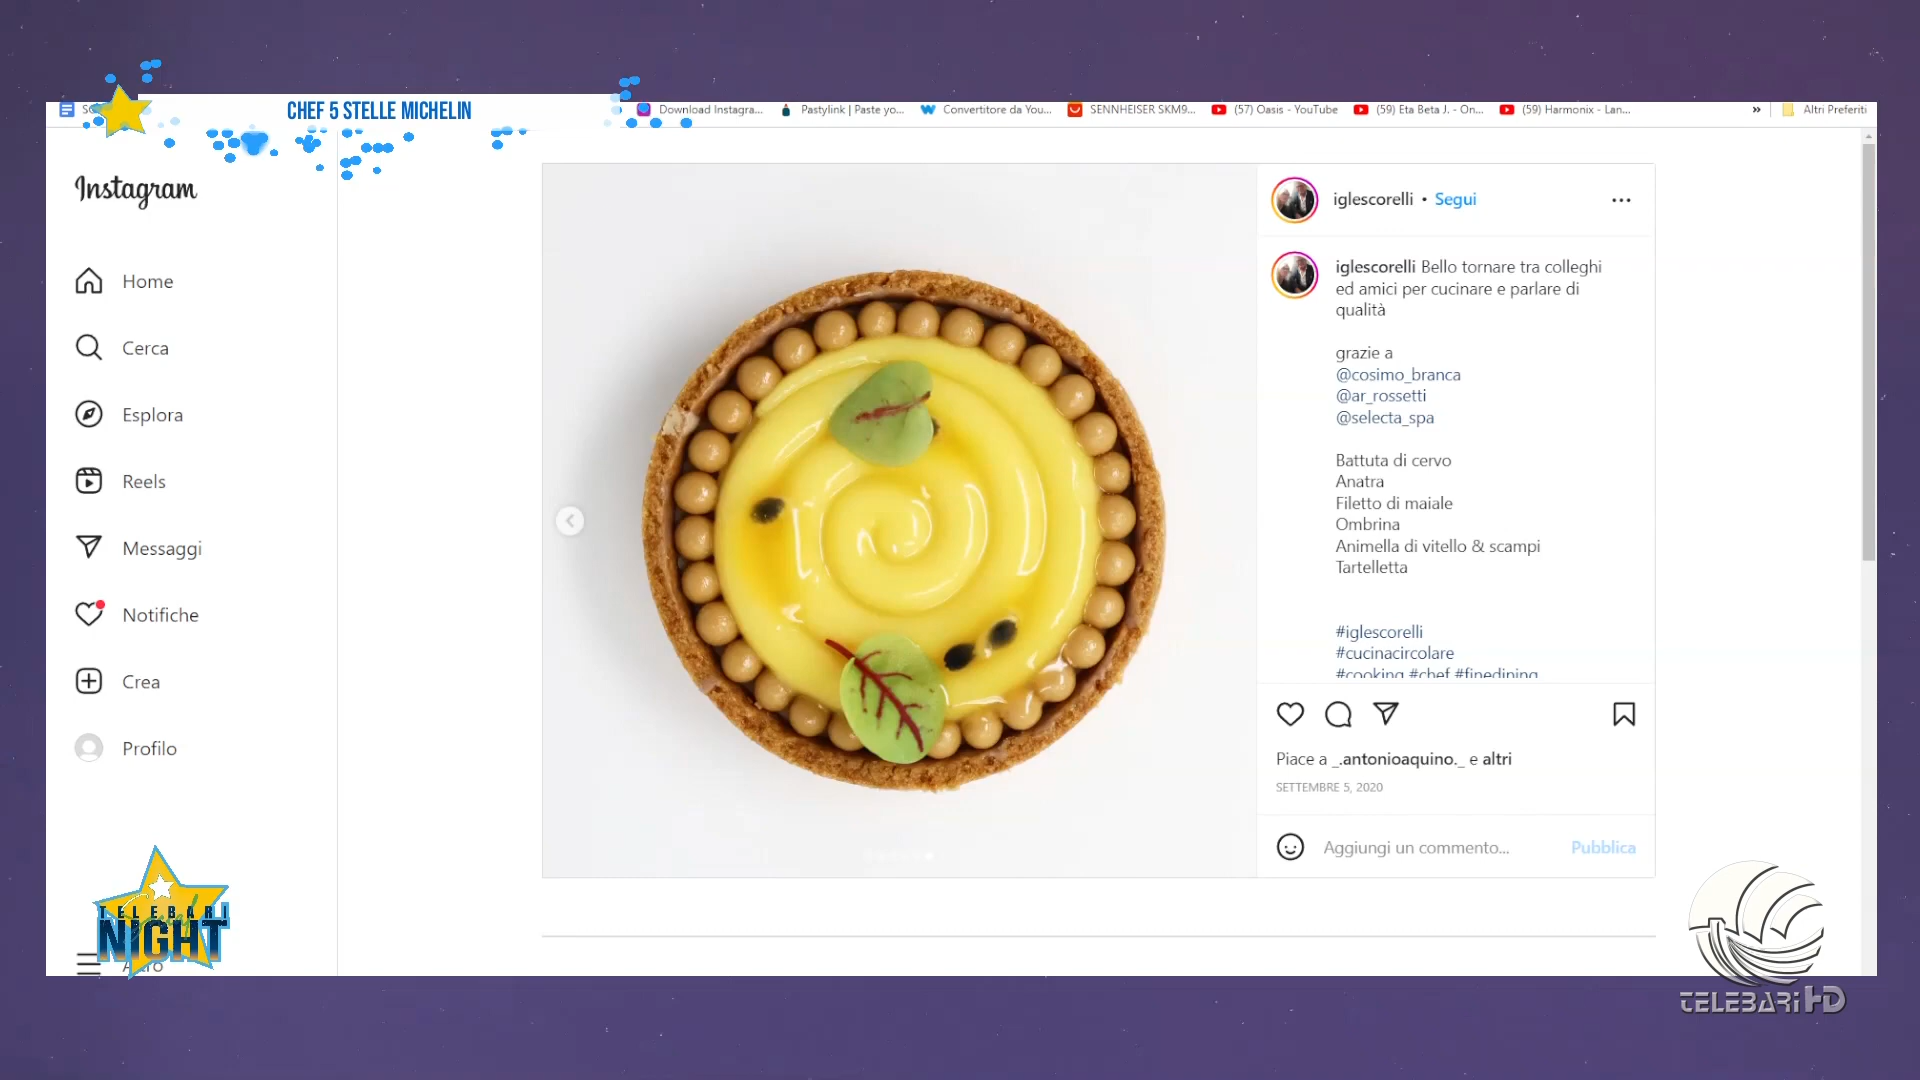 CHEF 5 STELLE MICHELIN
Download Instagra...
Pastylink | Paste yo...
Convertitore da You...
SENNHEISER SKM9...
(57) Oasis - YouTube
(59) Eta Beta J. - On...
(59) Harmonix - Lan...
»
Altri Preferiti
Instagram
Home
Cerca
Esplora
Reels
Messaggi
Notifiche
Crea
Profilo
iglescorelli • Segui
iglescorelli Bello tornare tra colleghi
ed amici per cucinare e parlare di
qualità
grazie a
@cosimo_branca
@ar_rossetti
@selecta_spa
Battuta di cervo
Anatra
Filetto di maiale
Ombrina
Animella di vitello & scampi
Tartelletta
#iglescorelli
#cucinacircolare
#cooking #chef #finedining
Piace a _.antonioaquino._ e altri
SETTEMBRE 5, 2020
Aggiungi un commento...
Pubblica
TELEBARI
NIGHT
TELEBARI HD